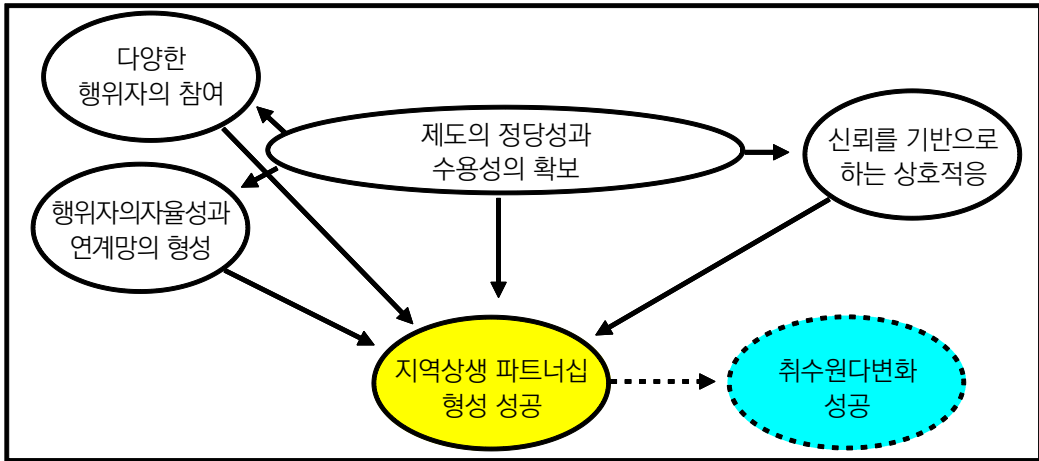 다양한
행위자의 참여
제도의 정당성과
수용성의 확보
신뢰를 기반으로
하는 상호적응
행위자의자율성과
연계망의 형성
지역상생 파트너십
형성 성공
취수원다변화
성공